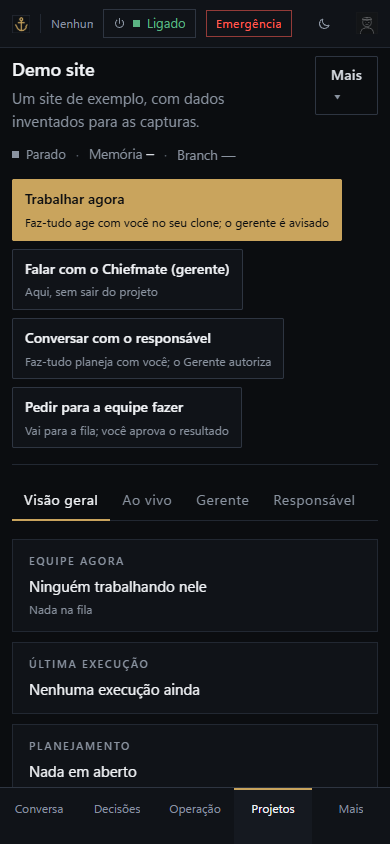 Nenhun
Ligado
Emergência
Demo site
Mais
Um site de exemplo, com dados
inventados para as capturas.
Parado · Memória — · Branch —
Trabalhar agora
Faz-tudo age com você no seu clone; o gerente é avisado
Falar com o Chiefmate (gerente)
Aqui, sem sair do projeto
Conversar com o responsável
Faz-tudo planeja com você; o Gerente autoriza
Pedir para a equipe fazer
Vai para a fila; você aprova o resultado
Visão geral
Ao vivo
Gerente
Responsável
EQUIPE AGORA
Ninguém trabalhando nele
Nada na fila
ÚLTIMA EXECUÇÃO
Nenhuma execução ainda
PLANEJAMENTO
Nada em aberto
Conversa
Decisões
Operação
Projetos
Mais